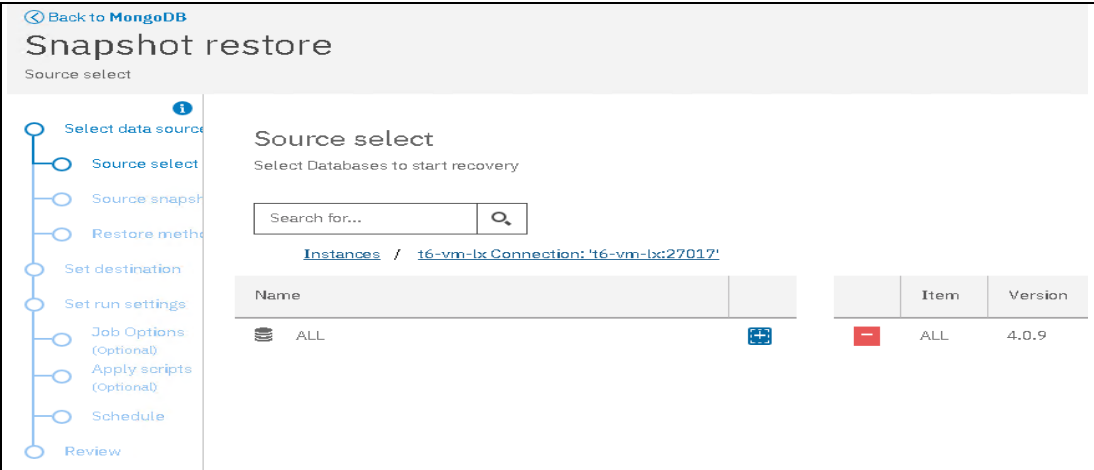 Back to MongoDB
Snapshot restore
Source select
Select data source
Source select
Source snapsh
Restore metho
Set destination
Set run settings
Job Options
(Optional)
Apply scripts
(Optional)
Schedule
Review
Source select
Select Databases to start recovery
Search for...
Instances / t6-vm-lx Connection: 't6-vm-lx:27017'
Name Item Version
ALL ALL 4.0.9